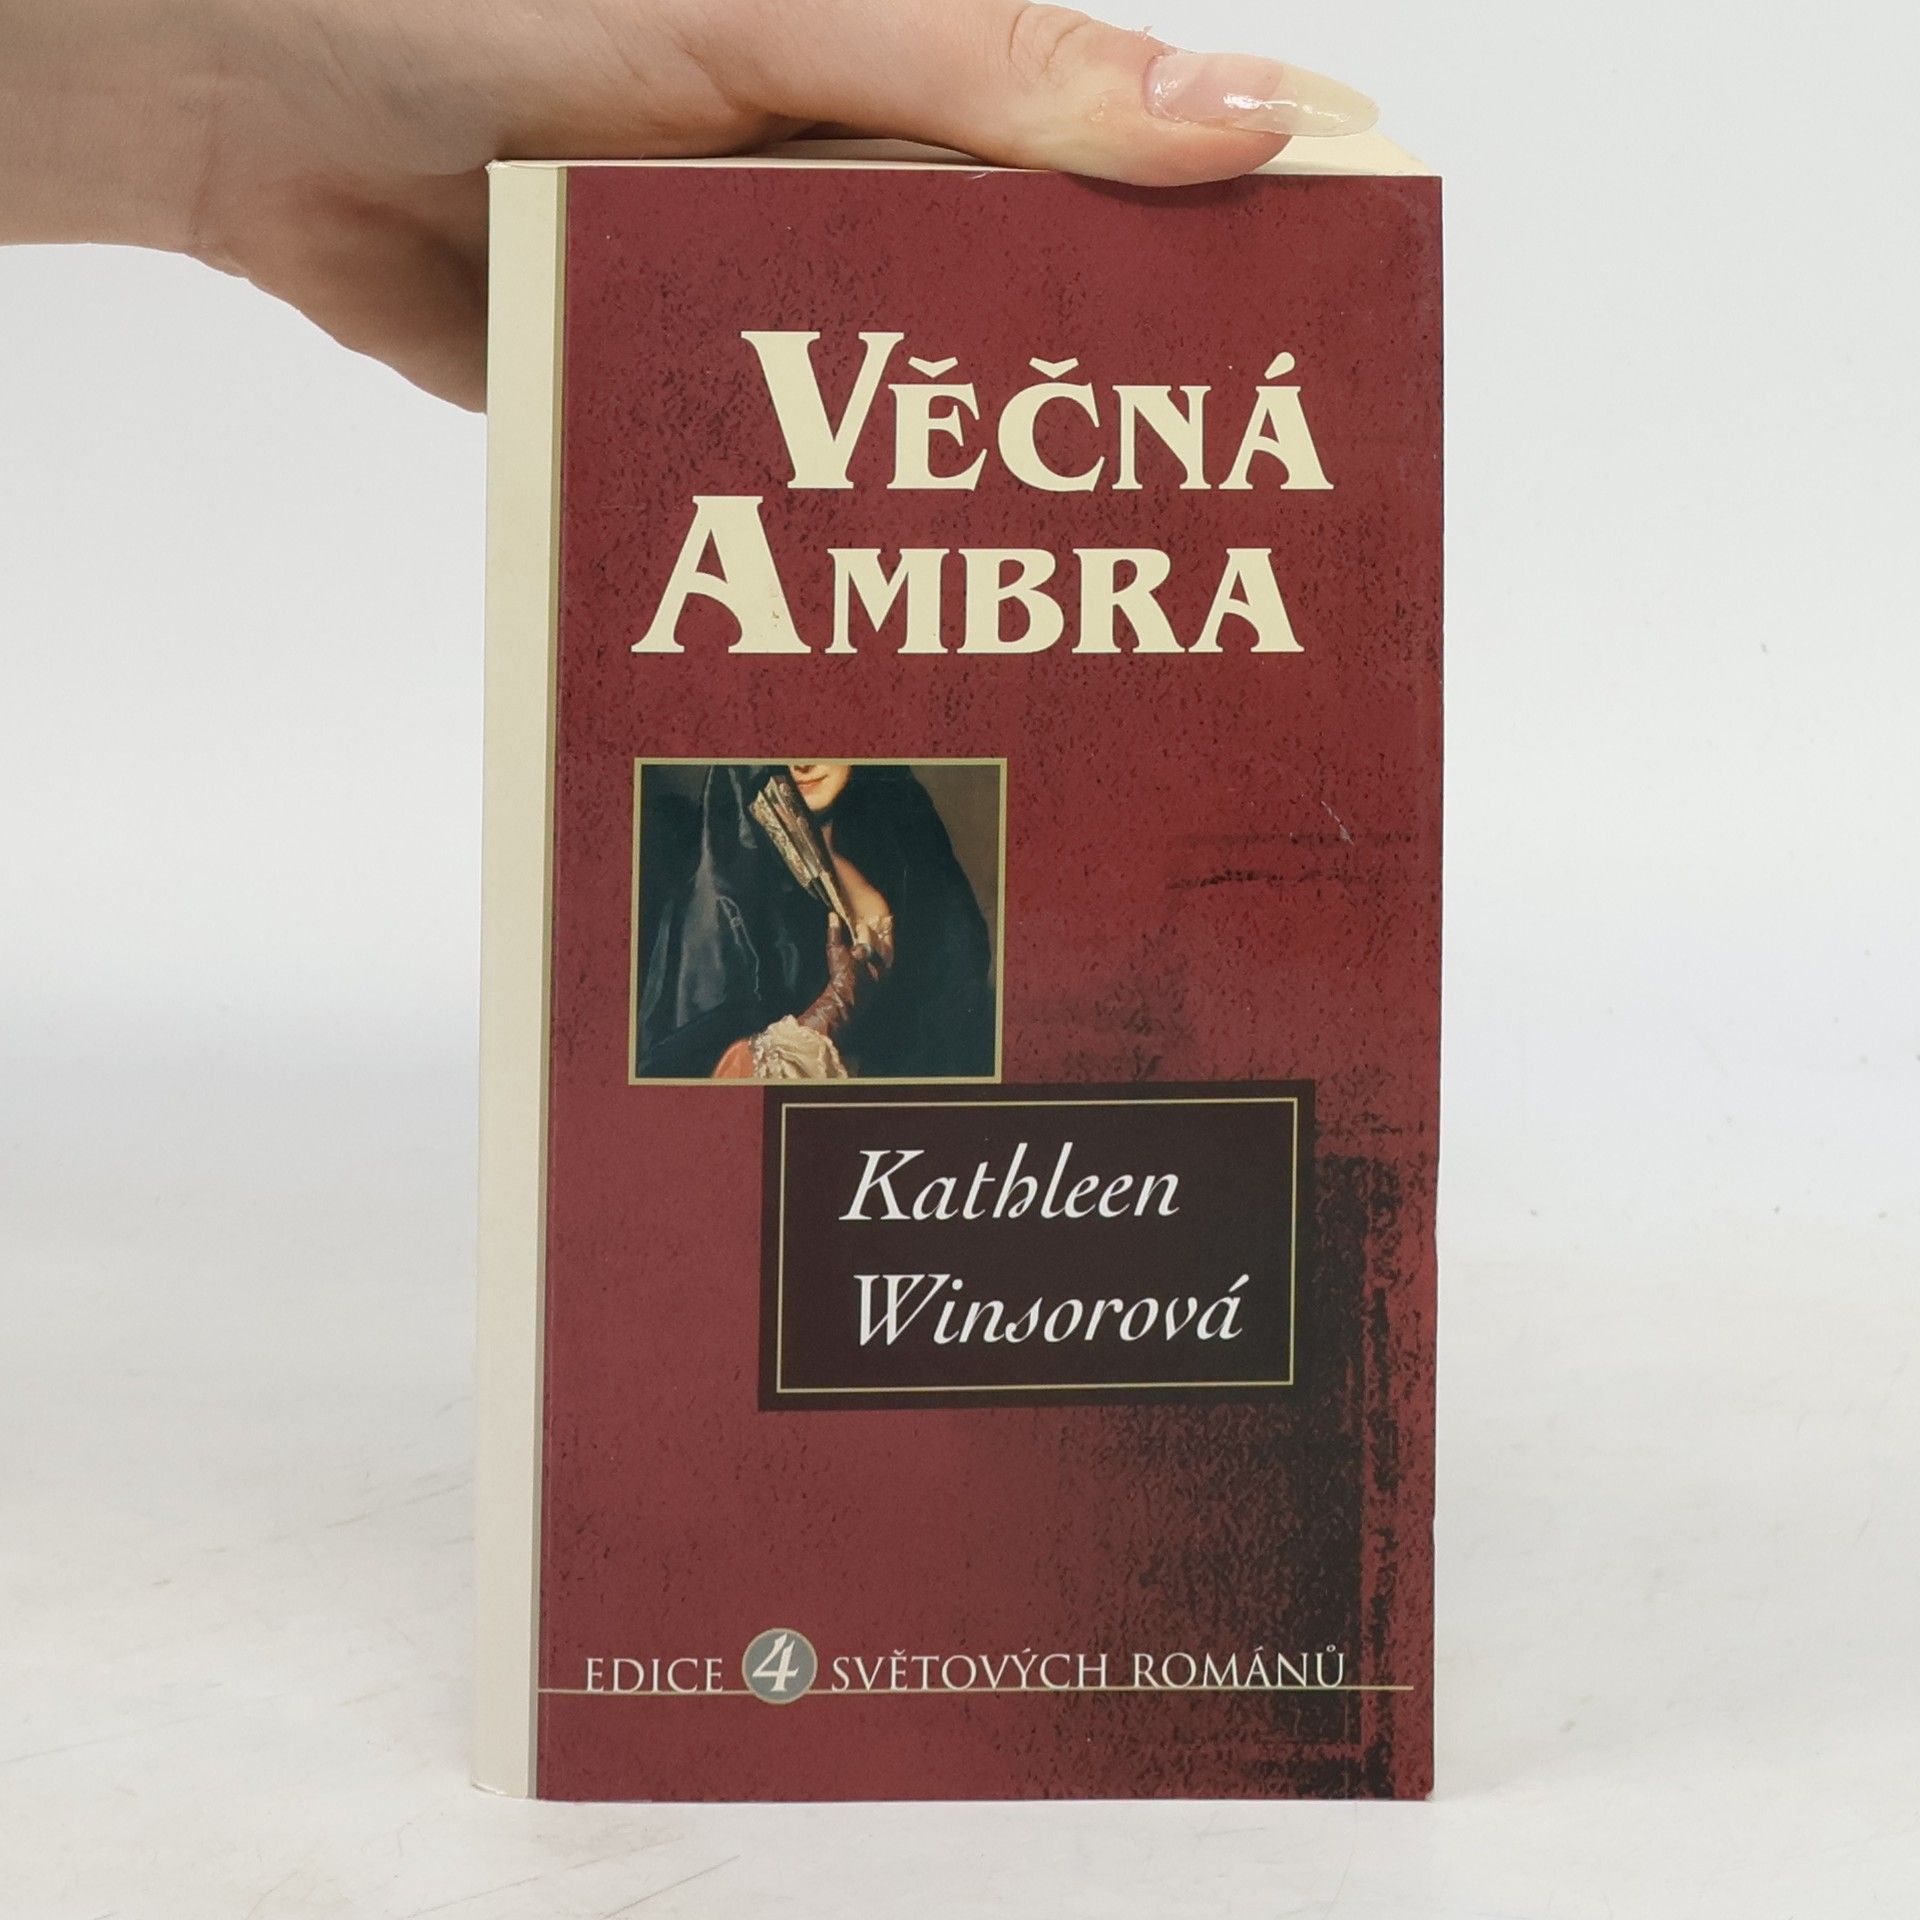 VĚČNÁ
AMBRA
Kathleen
Winsorová
EDICE 4 SVĚTOVÝCH ROMÁNŮ